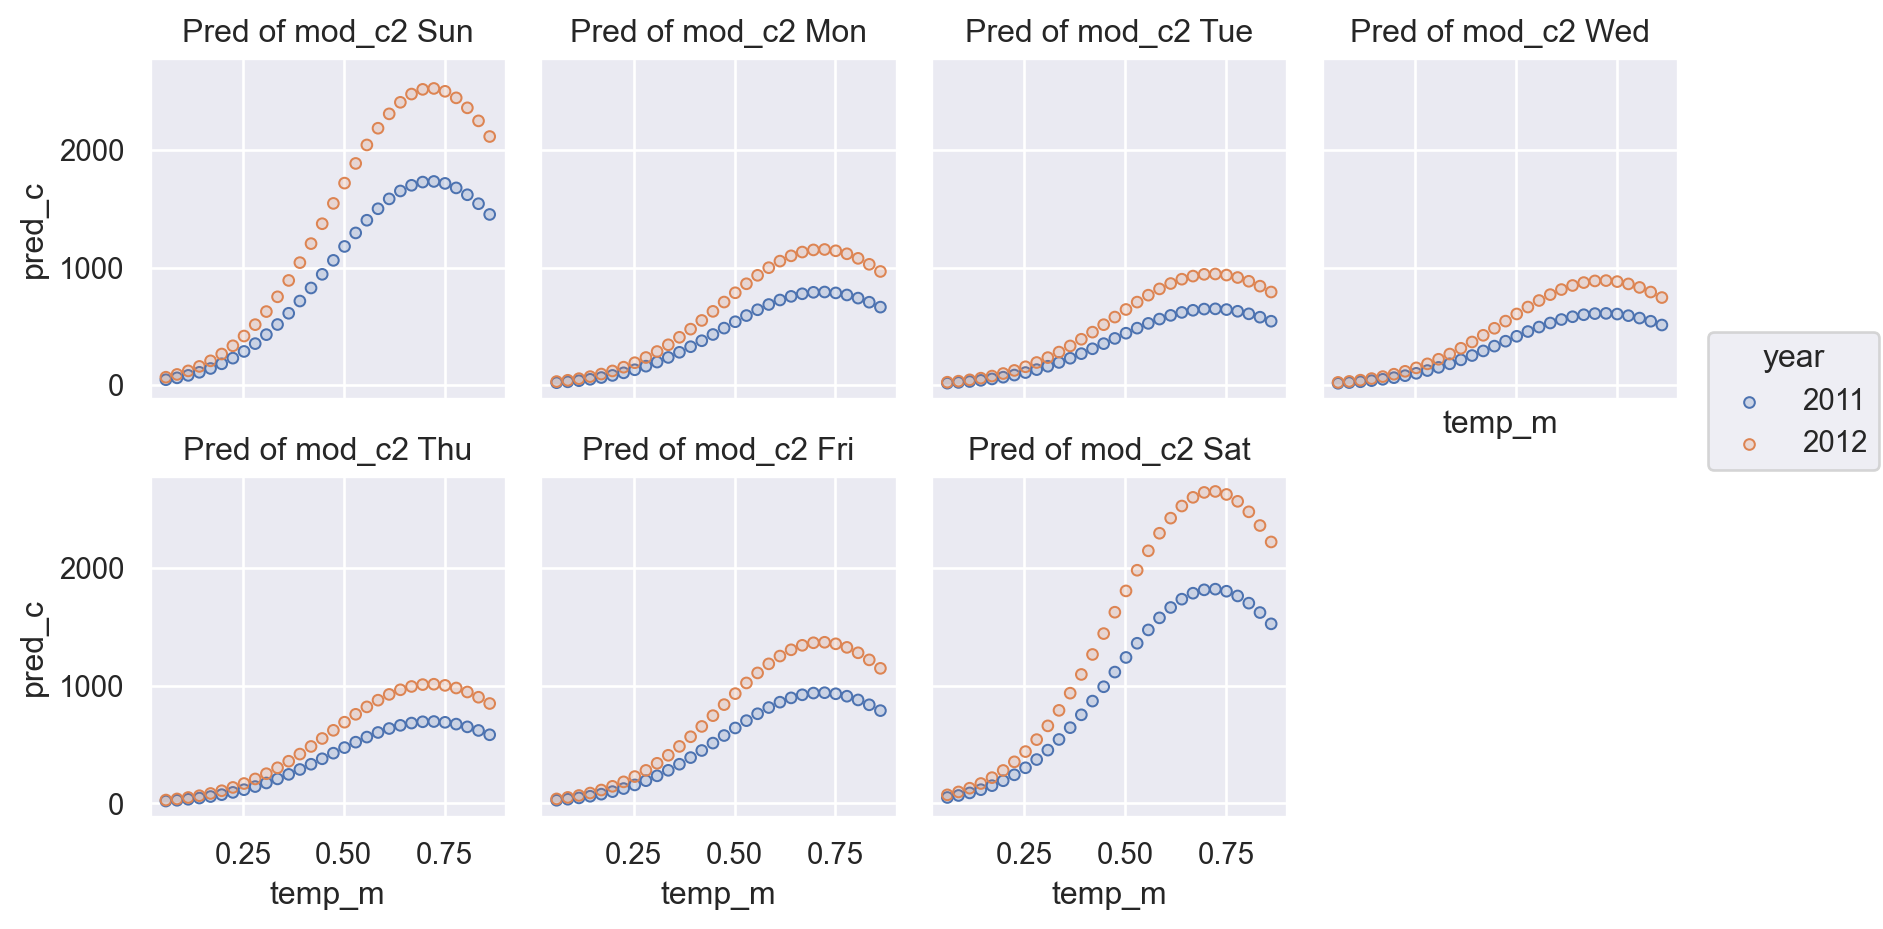 Pred of mod_c2 Sun
Pred of mod_c2 Mon
Pred of mod_c2 Tue
Pred of mod_c2 Wed
2000
1000
0
pred_c
temp_m
year
2011
2012
Pred of mod_c2 Thu
Pred of mod_c2 Fri
Pred of mod_c2 Sat
2000
1000
0
pred_c
0.25 0.50 0.75
0.25 0.50 0.75
0.25 0.50 0.75
temp_m
temp_m
temp_m